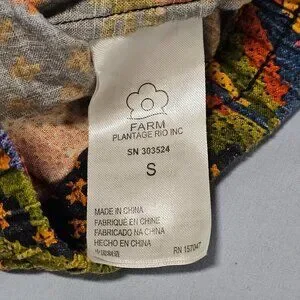 FARM
PLANTAGE RIO INC
SN 303524
S
MADE IN CHINA
FABRIQUÉ EN CHINE
FABRICADO NA CHINA
HECHO EN CHINA
RN 157047